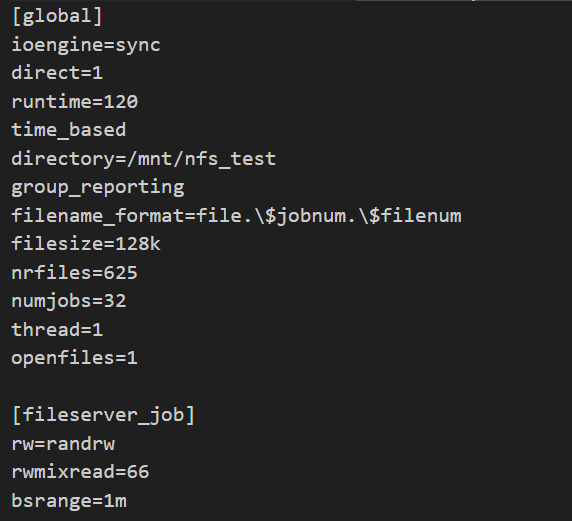 [global]
ioengine=sync
direct=1
runtime=120
time_based
directory=/mnt/nfs_test
group_reporting
filename_format=file.\$jobnum.\$filenum
filesize=128k
nrfiles=625
numjobs=32
thread=1
openfiles=1
[fileserver_job]
rw=randrw
rwmixread=66
bsrange=1m